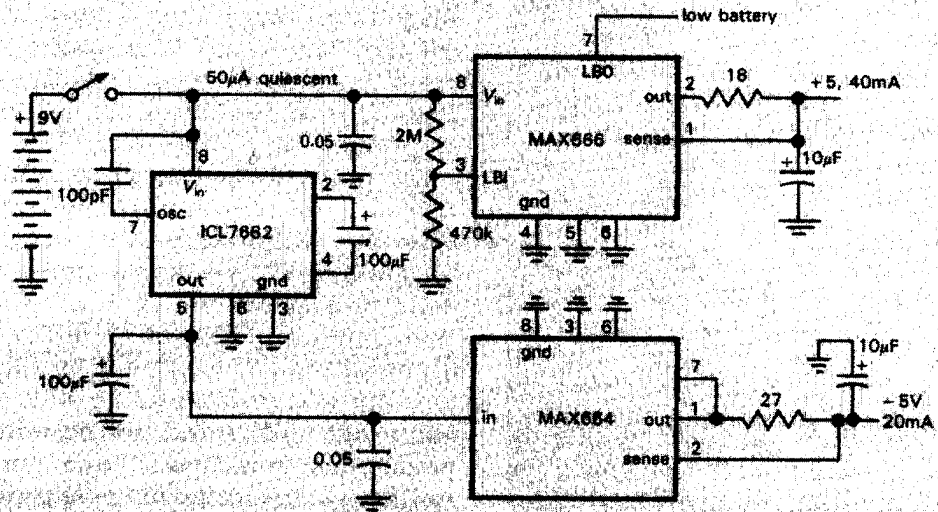 low battery
7
LBO
50µA quiescent
8
Vin
2
18
+5, 40mA
out
+ 9V
0.05
2M
MAX666
sense
1
8
3
LBI
+
10µF
100pF
Vin
2
7
osc
+
gnd
ICL7662
470k
4
5
6
4
100µF
out
gnd
5
6
3
8
3
6
gnd
10µF
+
100µF
+
7
27
-5V
in
MAX664
out
1
20mA
0.05
sense
2